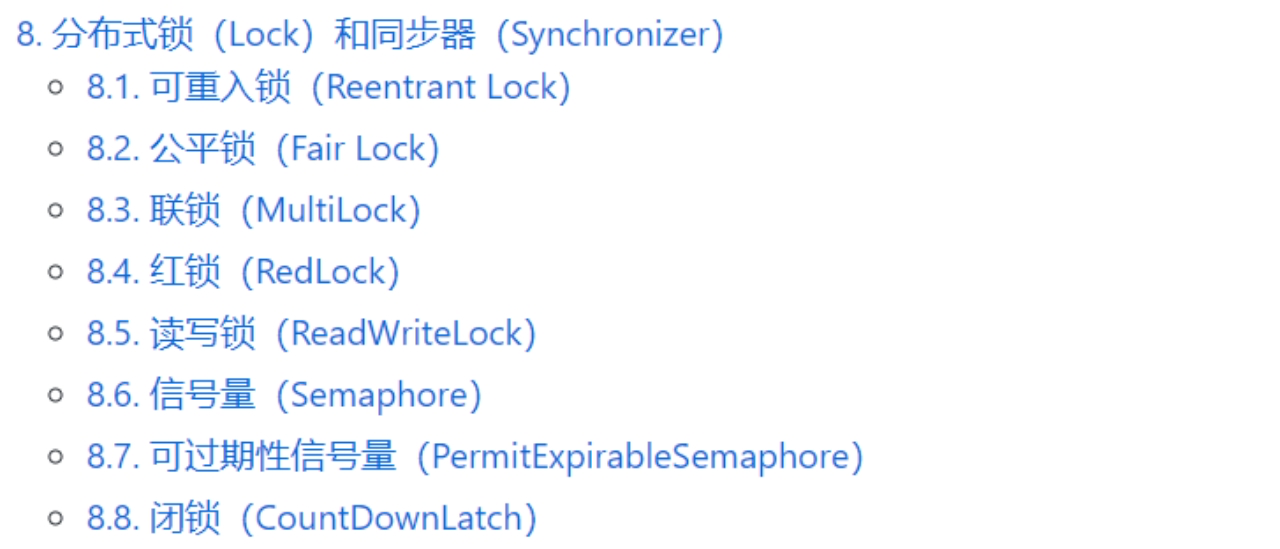 8. 分布式锁（Lock）和同步器（Synchronizer）
8.1. 可重入锁（Reentrant Lock）
8.2. 公平锁（Fair Lock）
8.3. 联锁（MultiLock）
8.4. 红锁（RedLock）
8.5. 读写锁（ReadWriteLock）
8.6. 信号量（Semaphore）
8.7. 可过期性信号量（PermitExpirableSemaphore）
8.8. 闭锁（CountDownLatch）